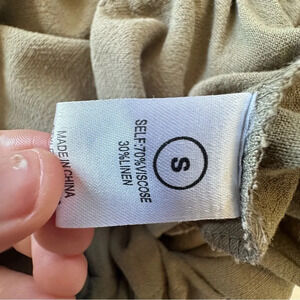 S
SELF:70%VISCOSE
30%LINEN
MADE IN CHINA